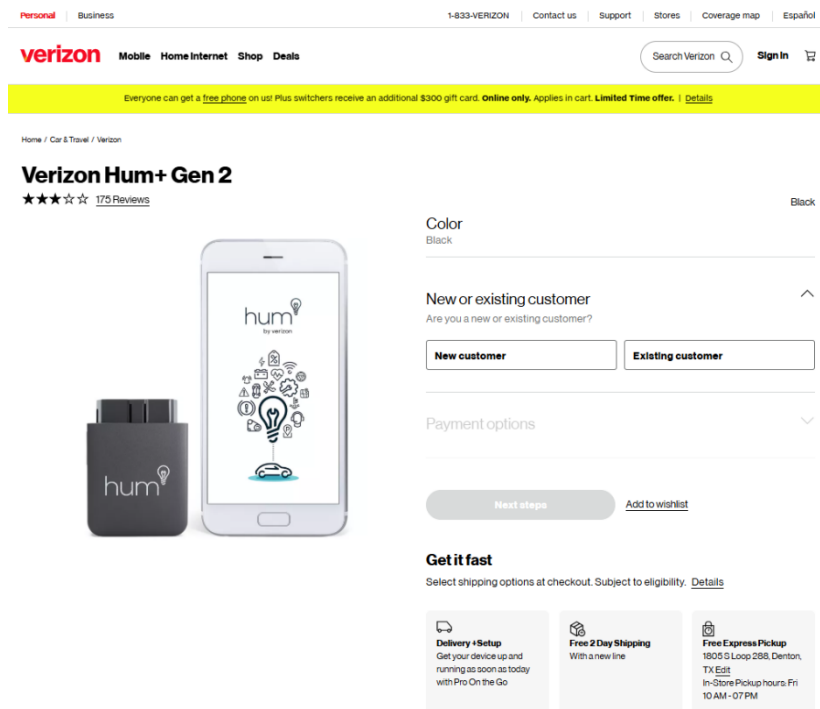 Personal Business 1-833-VERIZON Contact us Support Stores Coverage map Español
verizon Mobile Home Internet Shop Deals Search Verizon Sign In
Everyone can get a free phone on us! Plus switchers receive an additional $300 gift card. Online only. Applies in cart. Limited Time offer. | Details
Home / Car & Travel / Verizon
Verizon Hum+ Gen 2
175 Reviews
Black
Color
Black
hum
by verizon
hum
New or existing customer
Are you a new or existing customer?
New customer Existing customer
Payment options
Next steps Add to wishlist
Get it fast
Select shipping options at checkout. Subject to eligibility. Details
Delivery +Setup
Get your device up and
running as soon as today
with Pro On the Go
Free 2 Day Shipping
With a new line
Free Express Pickup
1805 S Loop 288, Denton,
TX Edit
In-Store Pickup hours: Fri
10 AM - 07 PM